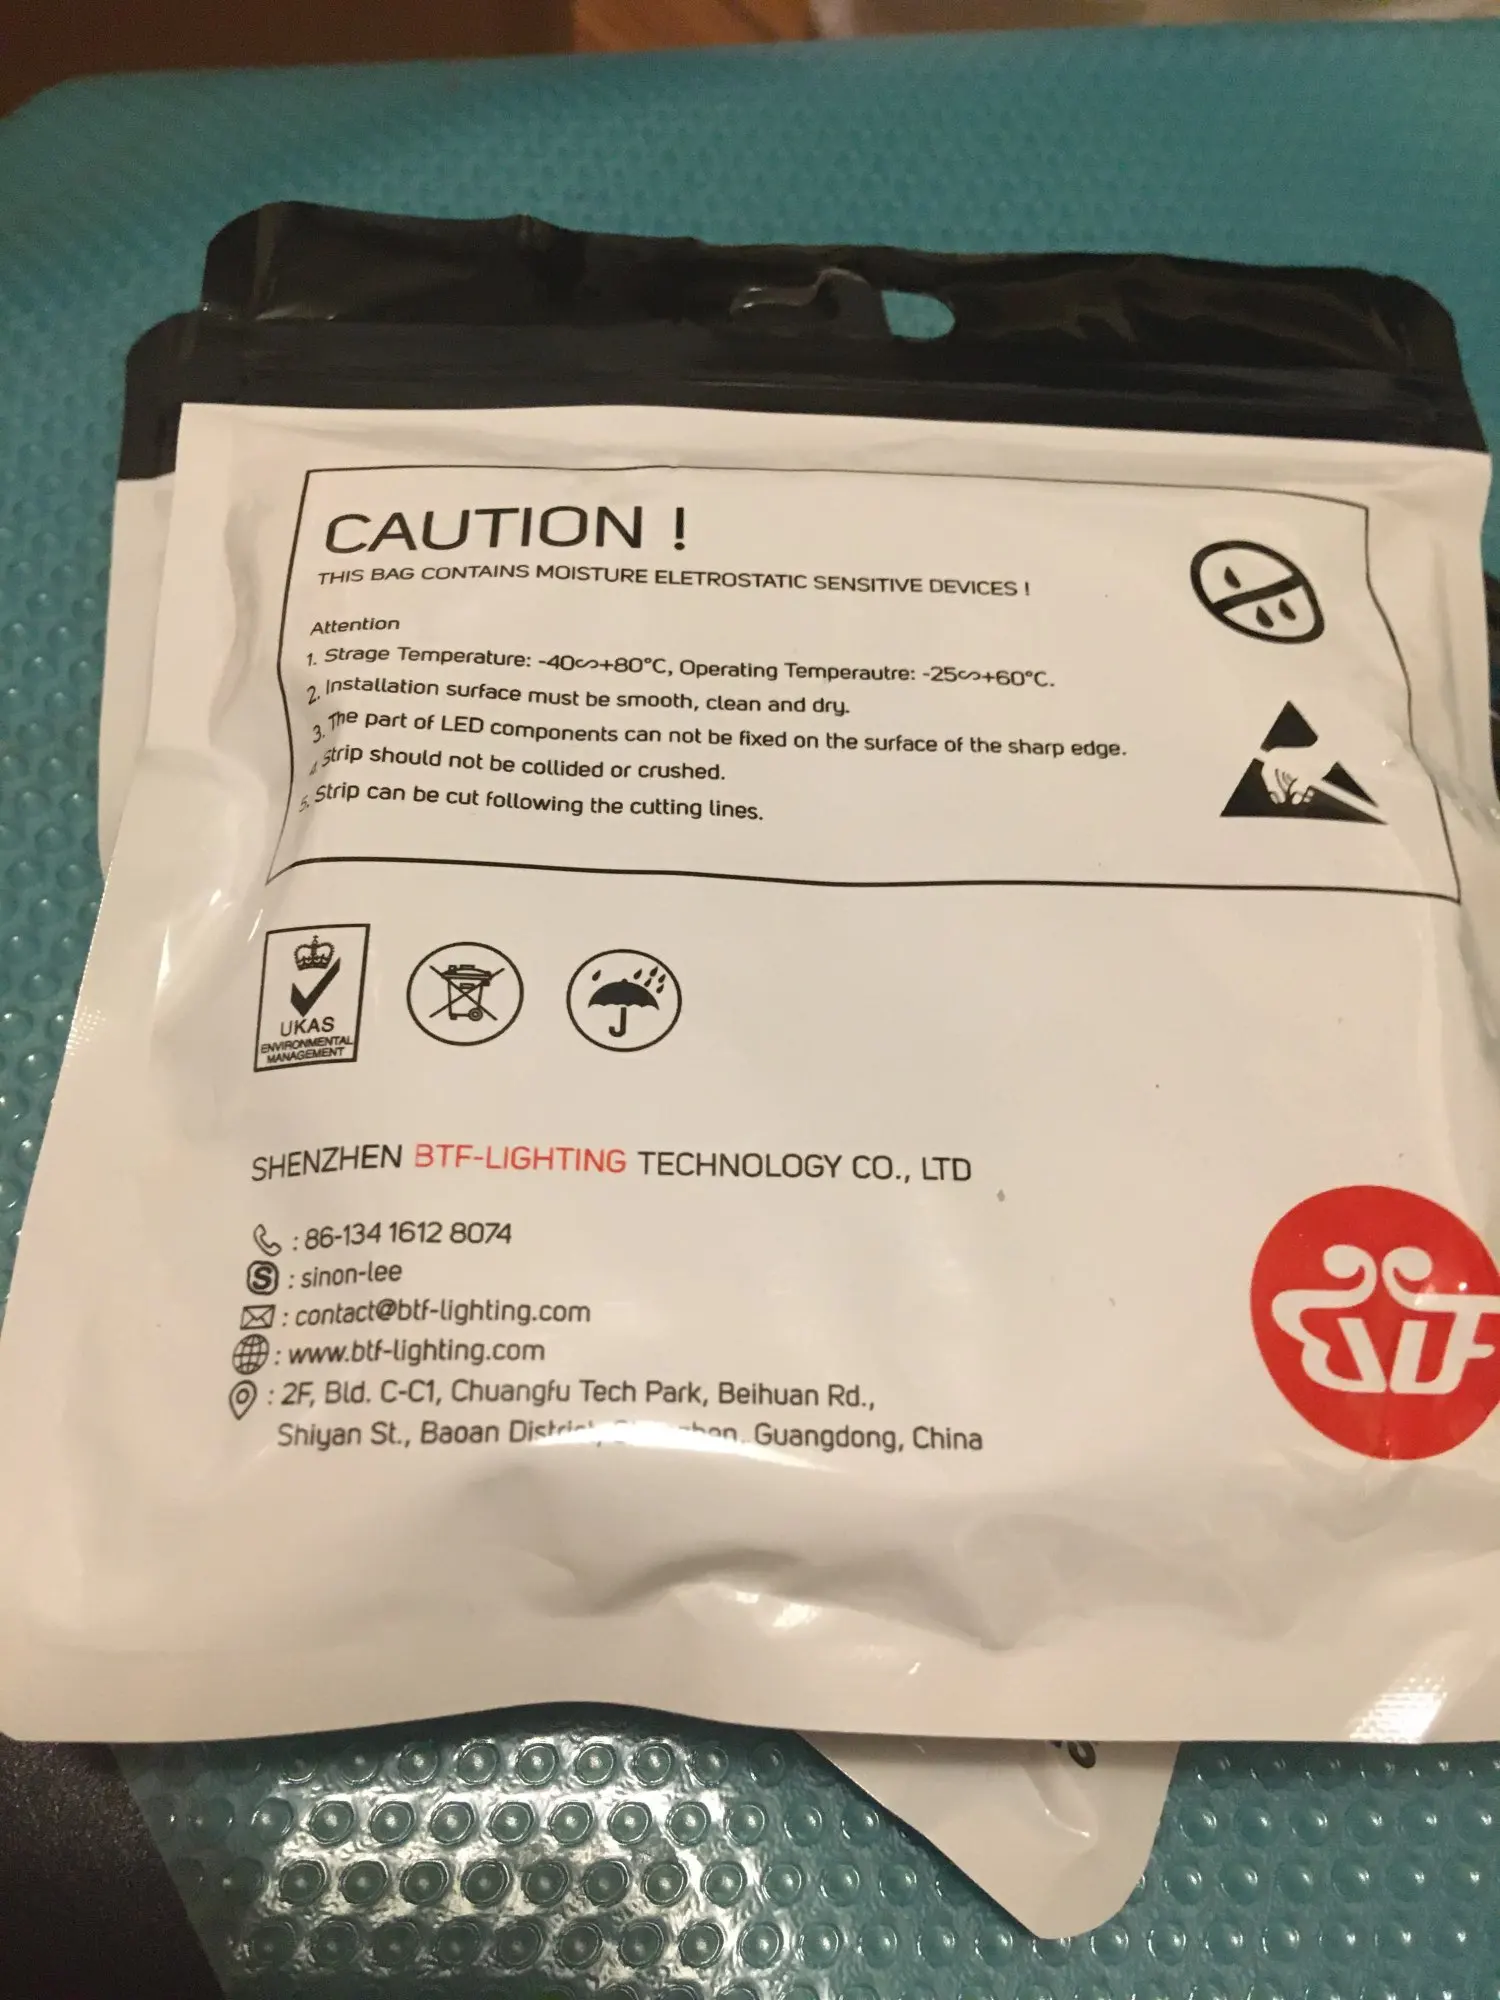 CAUTION !
THIS BAG CONTAINS MOISTURE ELETROSTATIC SENSITIVE DEVICES !
Attention
1. Strage Temperature: -40∽+80°C, Operating Temperautre: -25∽+60°C.
2. Installation surface must be smooth, clean and dry.
3. The part of LED components can not be fixed on the surface of the sharp edge.
4. Strip should not be collided or crushed.
5. Strip can be cut following the cutting lines.
UKAS
ENVIRONMENTAL
MANAGEMENT
SHENZHEN BTF-LIGHTING TECHNOLOGY CO., LTD
: 86-134 1612 8074
S : sinon-lee
: contact@btf-lighting.com
: www.btf-lighting.com
: 2F, Bld. C-C1, Chuangfu Tech Park, Beihuan Rd.,
Shiyan St., Baoan District, Guangdong, China
BTF